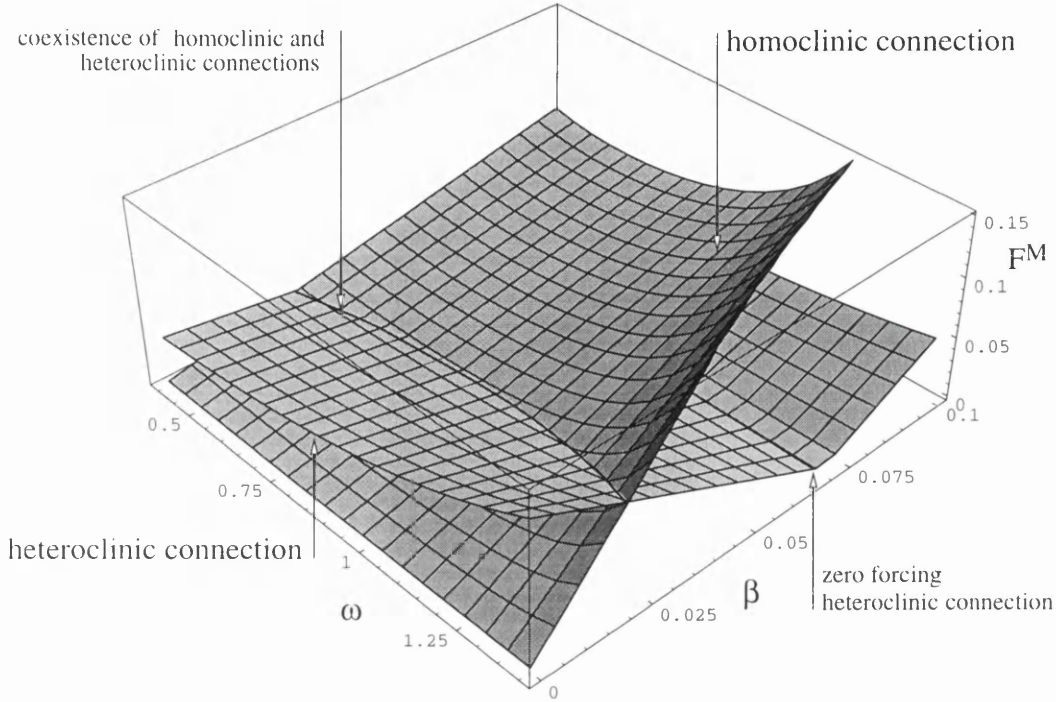 coexistence of homoclinic and
heteroclinic connections
homoclinic connection
0.15
F^M
0.1
0.05
0
0.1
0.5
0.075
0.75
0.05
heteroclinic connection
1
zero forcing
heteroclinic connection
β
ω
0.025
1.25
0